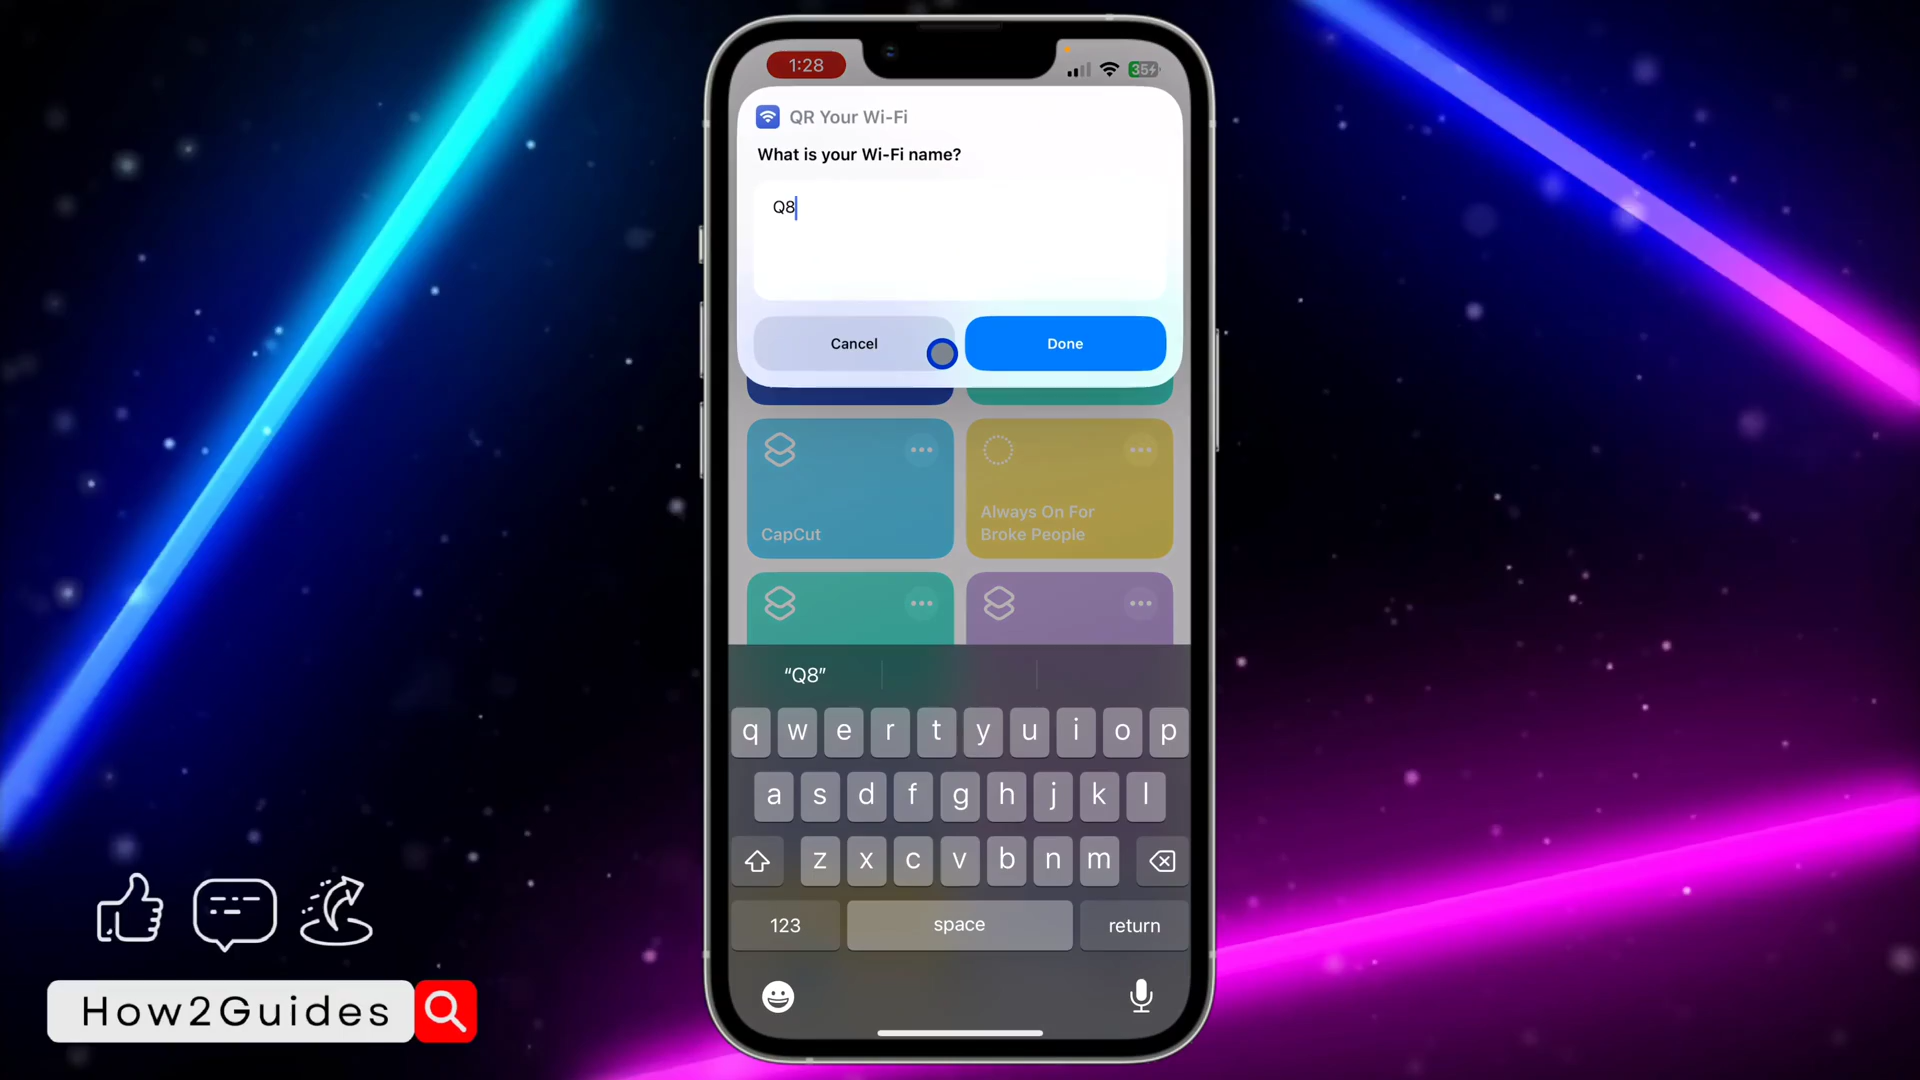 1:28
35
QR Your Wi-Fi
What is your Wi-Fi name?
Q8
Cancel
Done
CapCut
Always On For
Broke People
“Q8”
q w e r t y u i o p
a s d f g h j k l
z x c v b n m
123
space
return
How2Guides